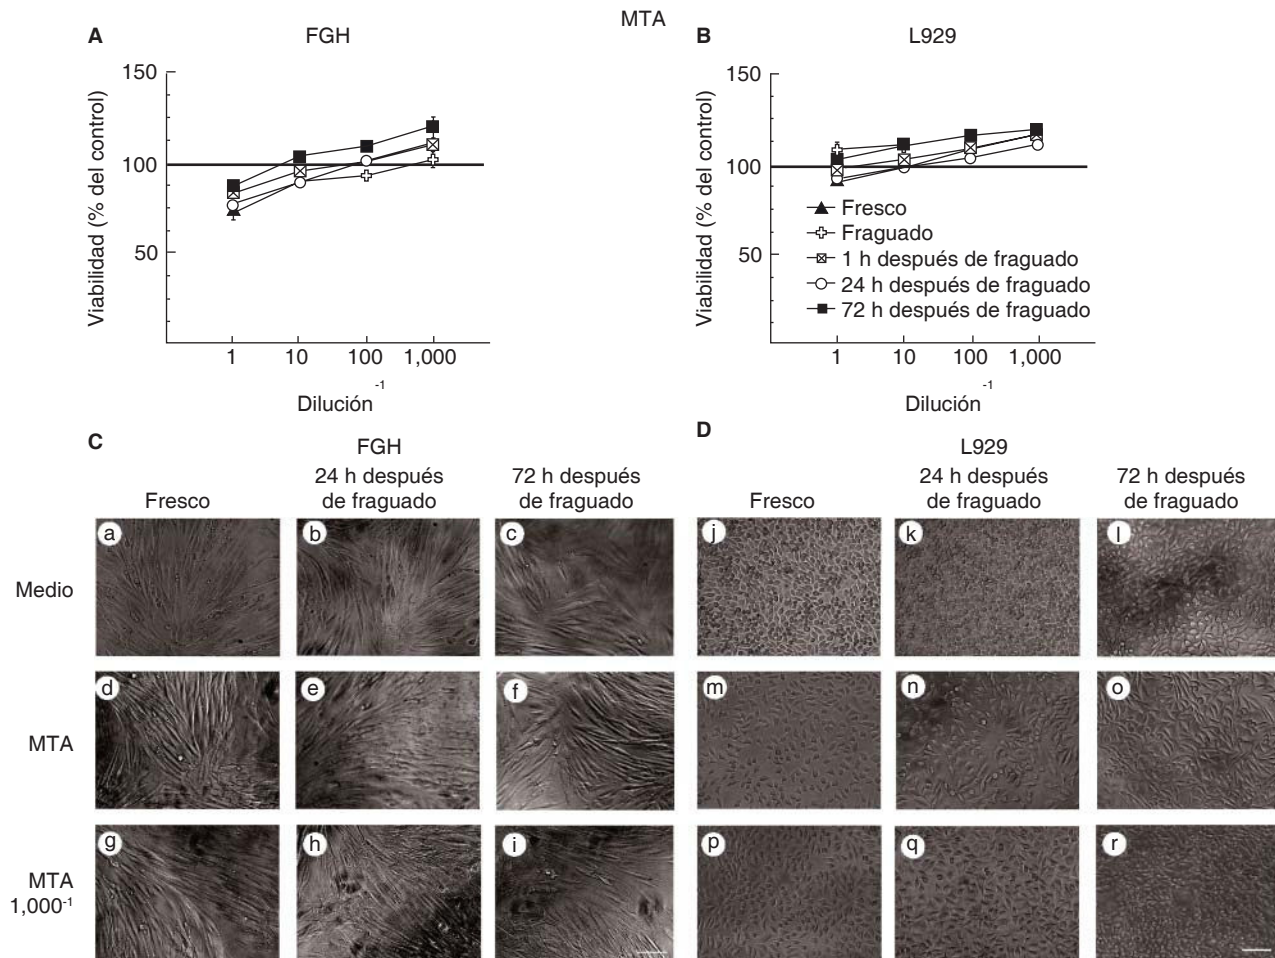 MTA
A
FGH
150
100
50
Viabilidad (% del control)
1
10
100
1,000
Dilución-1
B
L929
150
100
50
Viabilidad (% del control)
Fresco
Fraguado
1 h después de fraguado
24 h después de fraguado
72 h después de fraguado
1
10
100
1,000
Dilución-1
C
FGH
Fresco
24 h después
de fraguado
72 h después
de fraguado
D
L929
Fresco
24 h después
de fraguado
72 h después
de fraguado
Medio
a
b
c
j
k
l
MTA
d
e
f
m
n
o
MTA
1,000-1
g
h
i
p
q
r